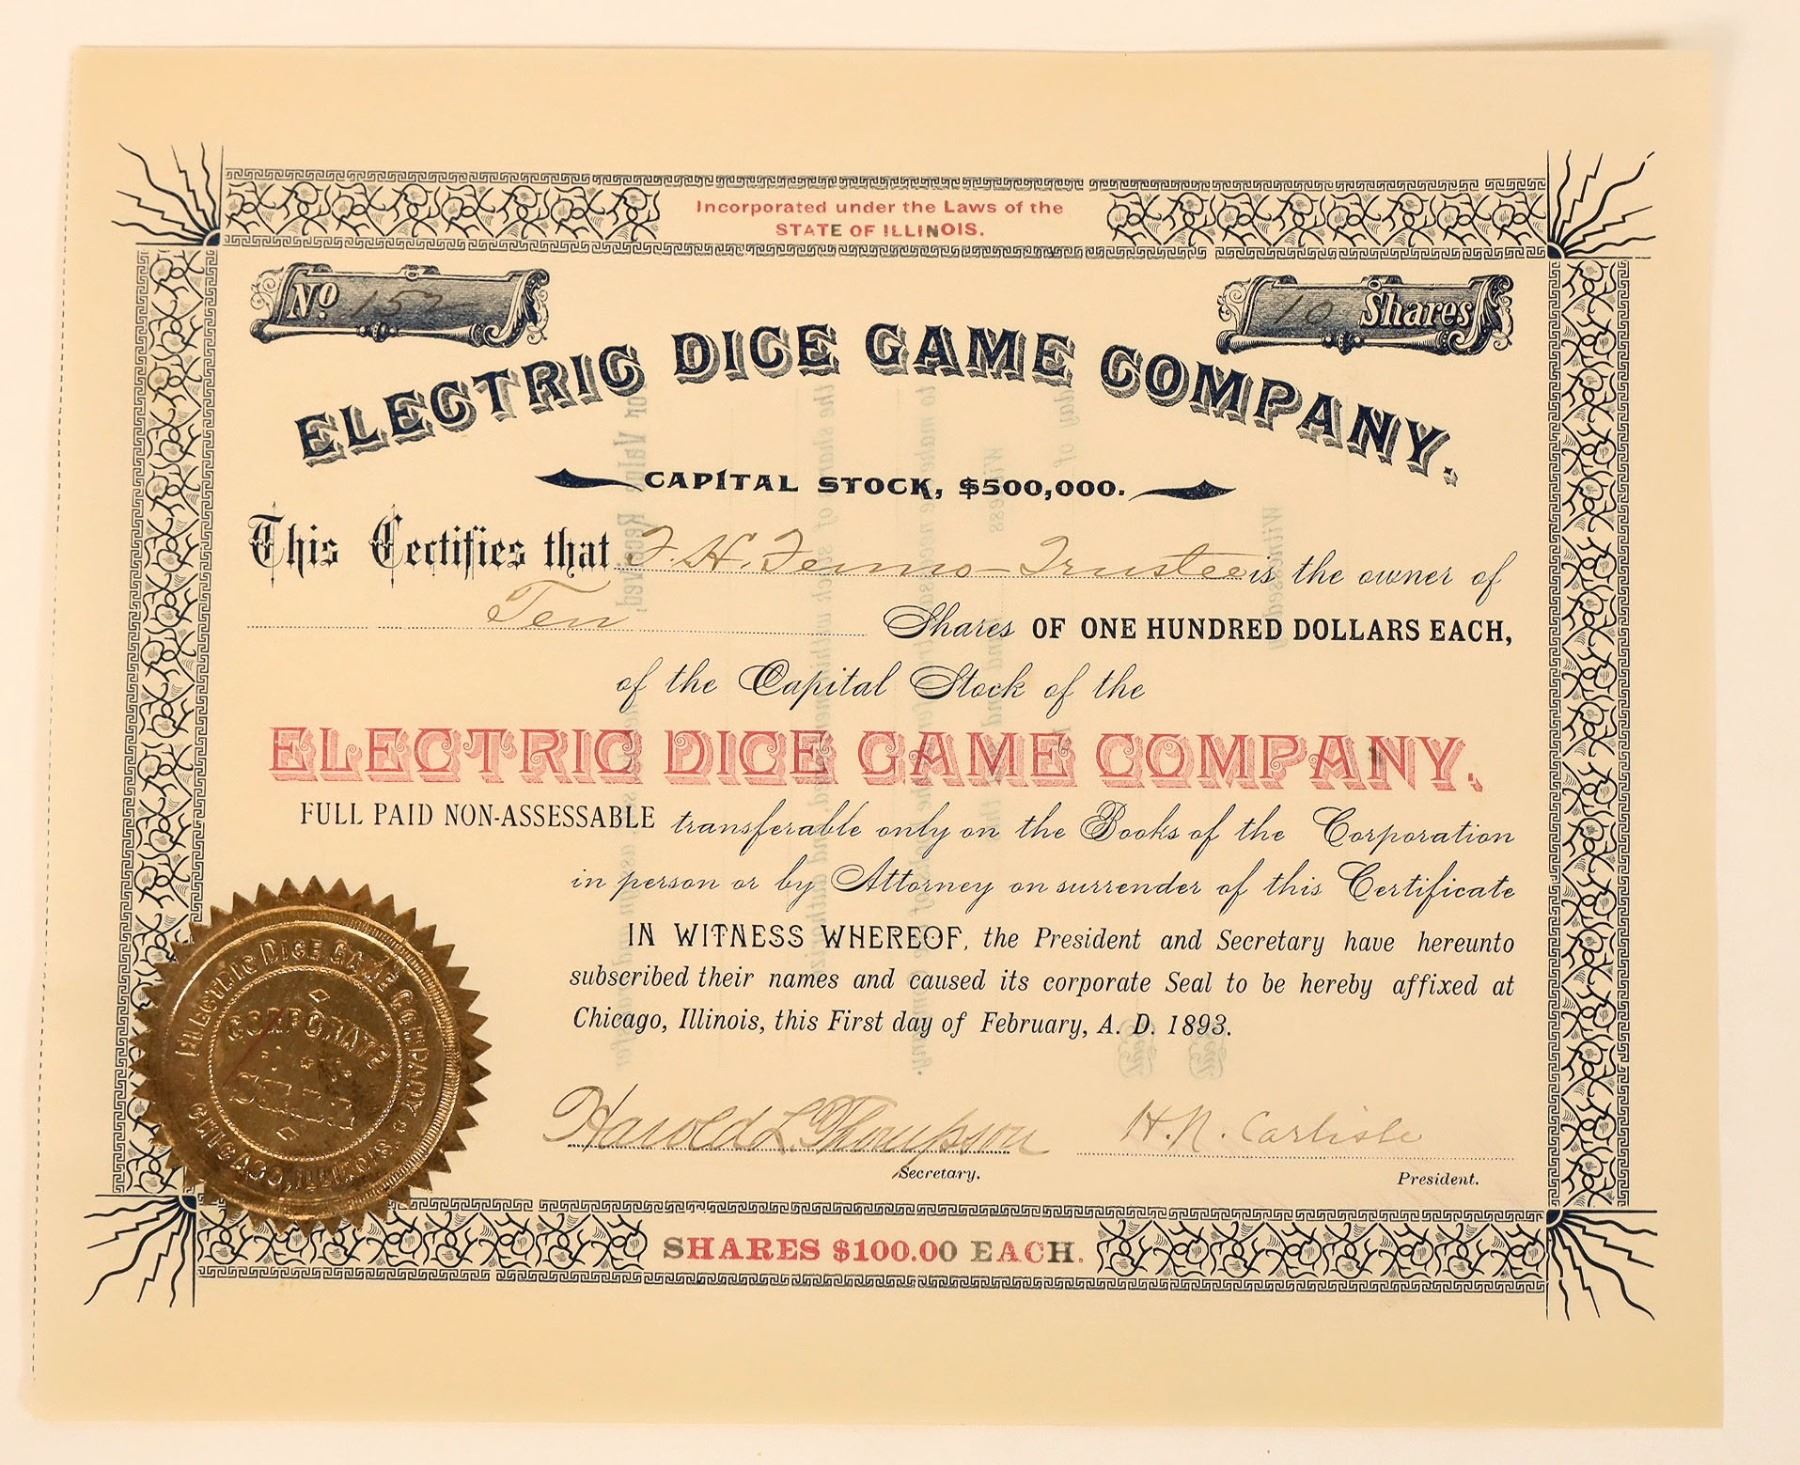 Incorporated under the Laws of the
STATE OF ILLINOIS.
No 152
10 Shares
ELECTRIC DICE GAME COMPANY.
CAPITAL STOCK, $500,000.
This Certifies that F. H. Temmo - Trustee is the owner of
Ten Shares OF ONE HUNDRED DOLLARS EACH,
of the Capital Stock of the
ELECTRIC DICE GAME COMPANY.
FULL PAID NON-ASSESSABLE transferable only on the Books of the Corporation
in person or by Attorney on surrender of this Certificate
IN WITNESS WHEREOF, the President and Secretary have hereunto
subscribed their names and caused its corporate Seal to be hereby affixed at
Chicago, Illinois, this First day of February, A. D. 1893.
ELECTRIC DICE GAME COMPANY
CORPORATE
SEAL
CHICAGO, ILLINOIS.
Harold L. Thompson
Secretary.
H. N. Carlisle
President.
SHARES $100.00 EACH.